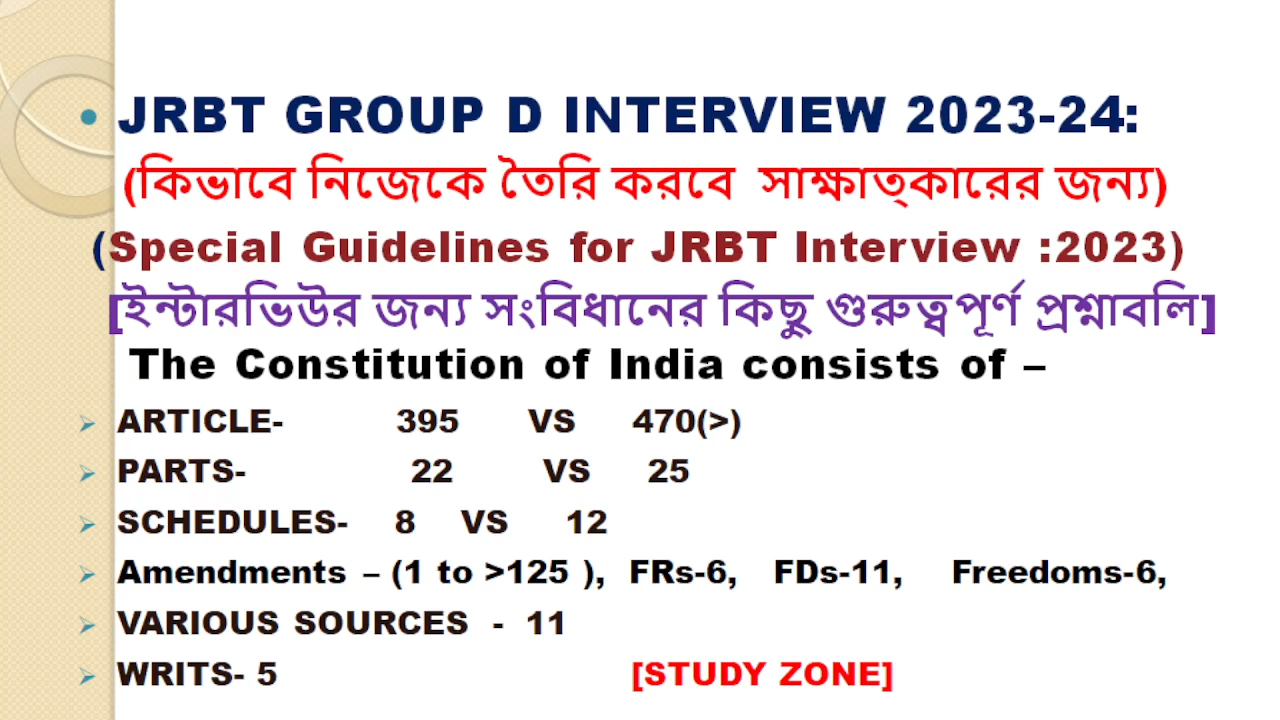 JRBT GROUP D INTERVIEW 2023-24:
(কিভাবে নিজেকে তৈরি করবে সাক্ষাত্কারের জন্য)
(Special Guidelines for JRBT Interview :2023)
[ইন্টারভিউর জন্য সংবিধানের কিছু গুরুত্বপূর্ণ প্রশ্নাবলি]
The Constitution of India consists of –
ARTICLE- 395 VS 470(>)
PARTS- 22 VS 25
SCHEDULES- 8 VS 12
Amendments – (1 to >125 ), FRs-6, FDs-11, Freedoms-6,
VARIOUS SOURCES - 11
WRITS- 5 [STUDY ZONE]